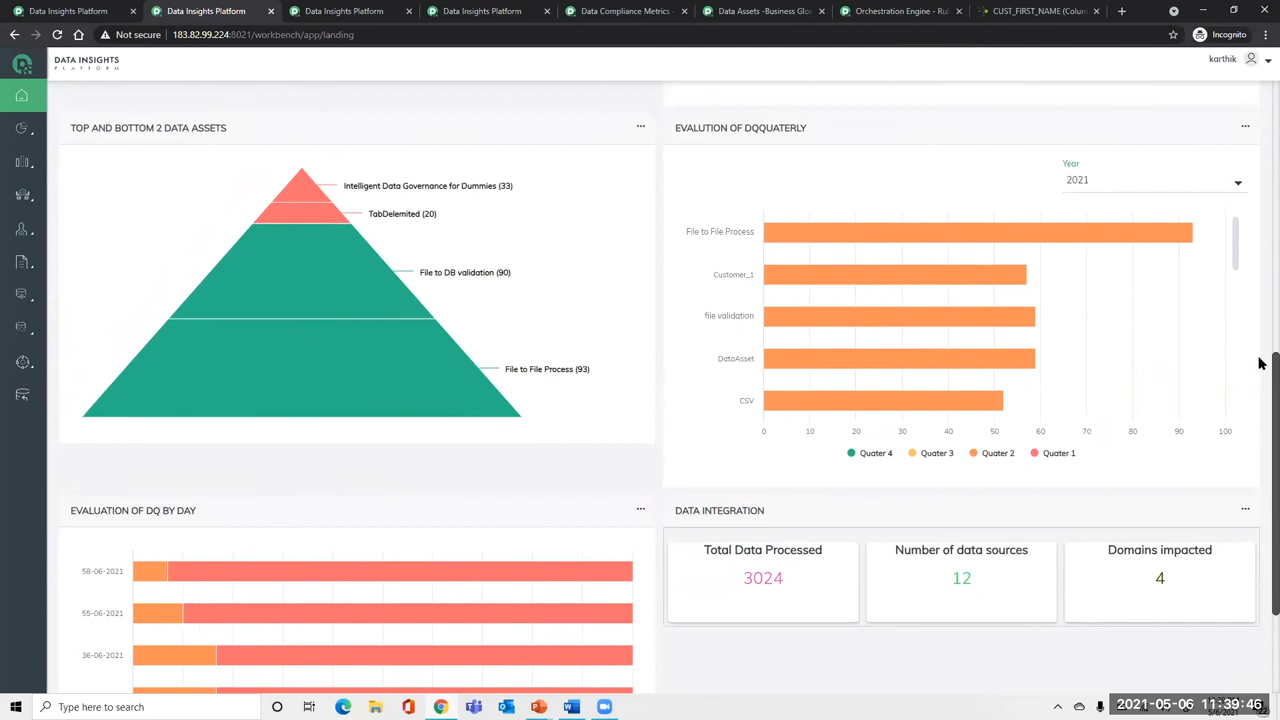 Data Insights Platform
Data Insights Platform
Data Insights Platform
Data Insights Platform
Data Compliance Metrics -
Data Assets -Business Glo
Orchestration Engine - Rul
CUST_FIRST_NAME (Colum
Not secure 183.82.99.224:8021/workbench/app/landing
Incognito
DATA INSIGHTS
PLATFORM
karthik
TOP AND BOTTOM 2 DATA ASSETS
Intelligent Data Governance for Dummies (33)
TabDelemited (20)
File to DB validation (90)
File to File Process (93)
EVALUTION OF DQQUATERLY
Year
2021
File to File Process
Customer_1
file validation
DataAsset
CSV
0 10 20 30 40 50 60 70 80 90 100
Quater 4 Quater 3 Quater 2 Quater 1
EVALUATION OF DQ BY DAY
58-06-2021
55-06-2021
36-06-2021
DATA INTEGRATION
Total Data Processed
3024
Number of data sources
12
Domains impacted
4
Type here to search
2021-05-06 11:39:46